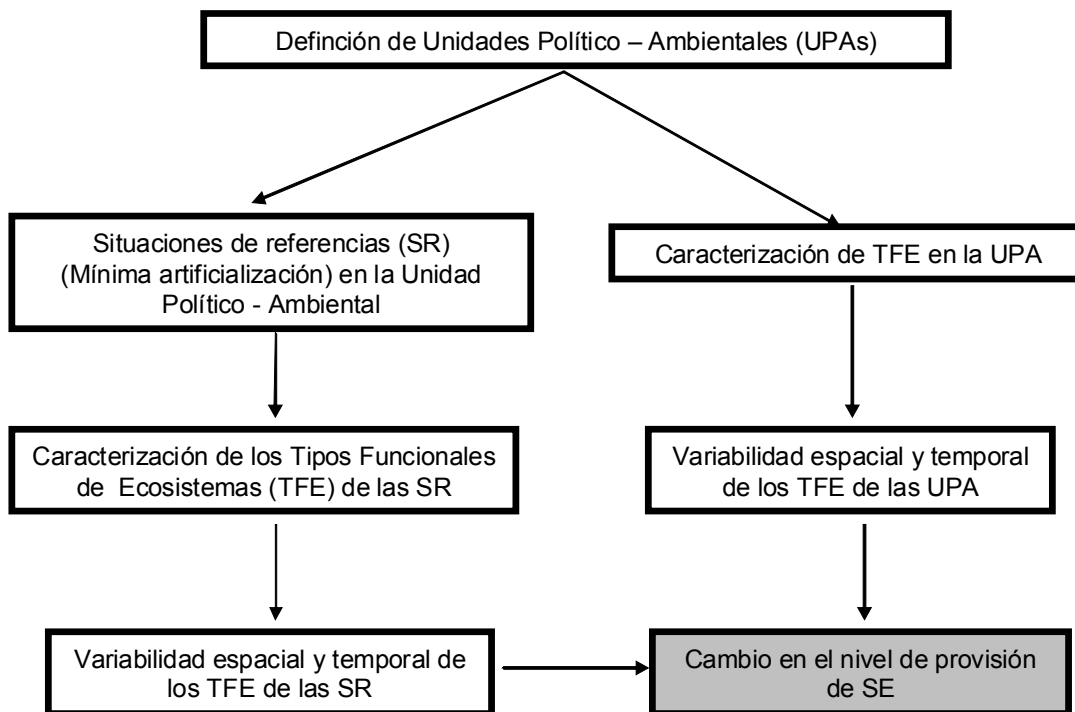 Definción de Unidades Político – Ambientales (UPAs)
Situaciones de referencias (SR)
(Mínima artificialización) en la Unidad
Político - Ambiental
Caracterización de TFE en la UPA
Caracterización de los Tipos Funcionales
de Ecosistemas (TFE) de las SR
Variabilidad espacial y temporal
de los TFE de las UPA
Variabilidad espacial y temporal de
los TFE de las SR
Cambio en el nivel de provisión
de SE